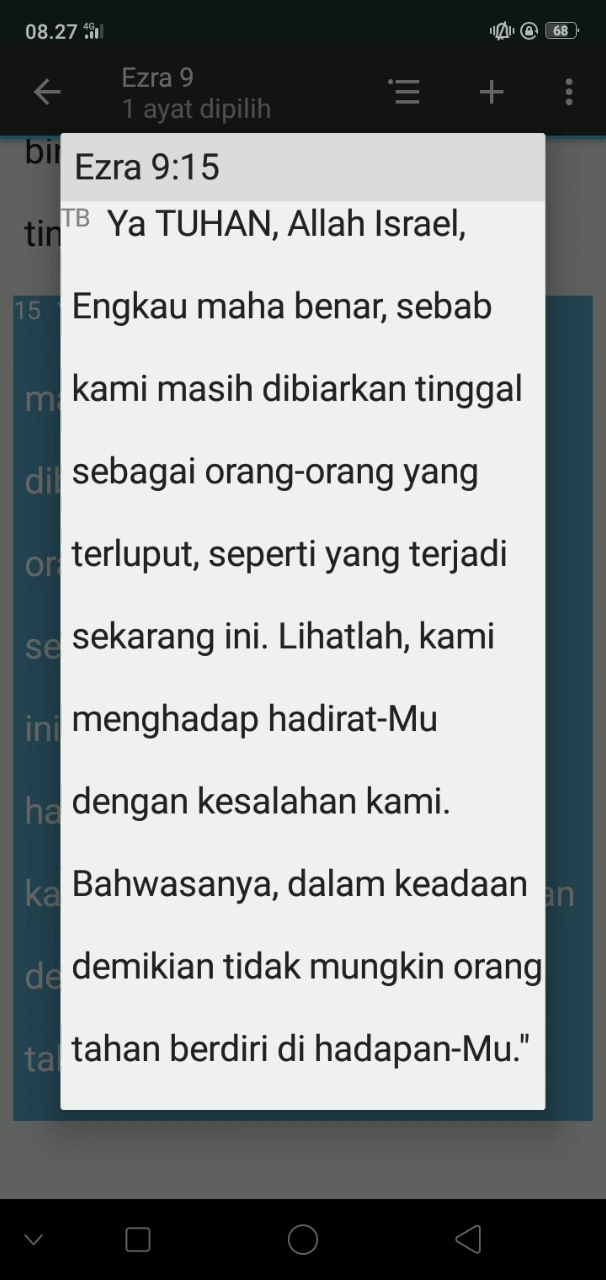 08.27 4G 68
Ezra 9
1 ayat dipilih
Ezra 9:15
TB Ya TUHAN, Allah Israel,
15
Engkau maha benar, sebab
kami masih dibiarkan tinggal
sebagai orang-orang yang
terluput, seperti yang terjadi
sekarang ini. Lihatlah, kami
menghadap hadirat-Mu
dengan kesalahan kami.
Bahwasanya, dalam keadaan
demikian tidak mungkin orang
tahan berdiri di hadapan-Mu."